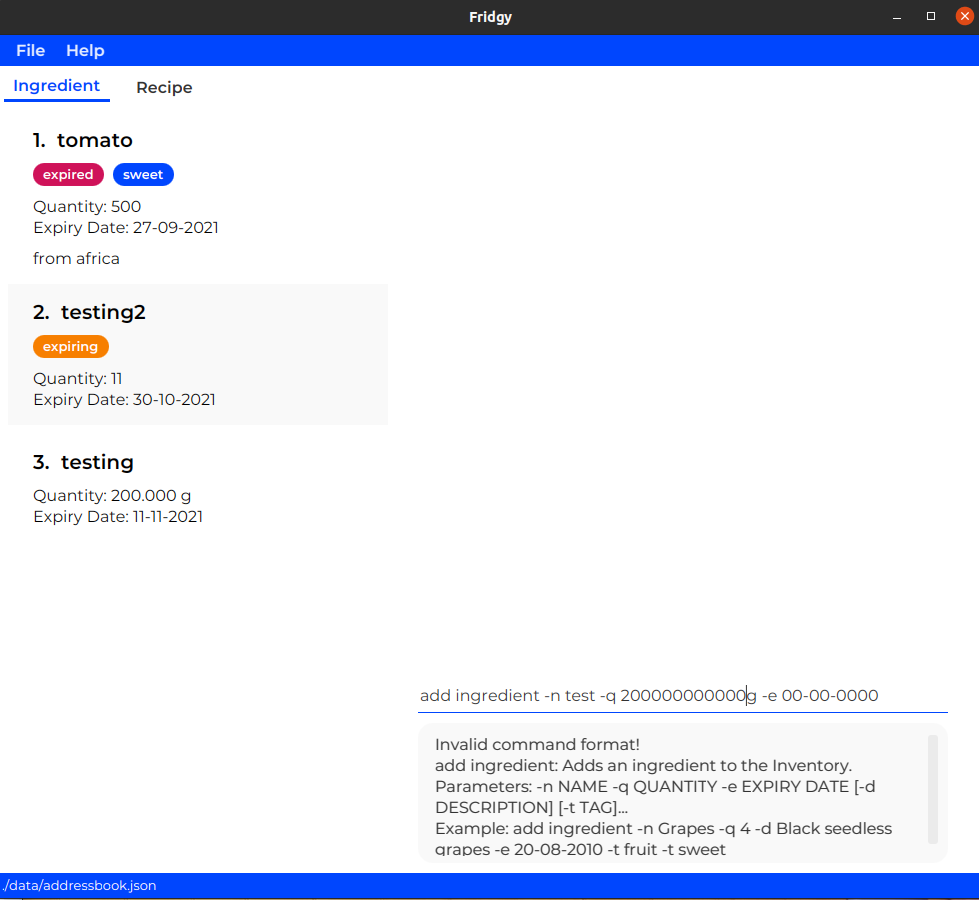 Fridgy
File Help
Ingredient Recipe
1. tomato
expired sweet
Quantity: 500
Expiry Date: 27-09-2021
from africa
2. testing2
expiring
Quantity: 11
Expiry Date: 30-10-2021
3. testing
Quantity: 200.000 g
Expiry Date: 11-11-2021
add ingredient -n test -q 200000000000g -e 00-00-0000
Invalid command format!
add ingredient: Adds an ingredient to the Inventory.
Parameters: -n NAME -q QUANTITY -e EXPIRY DATE [-d
DESCRIPTION] [-t TAG]...
Example: add ingredient -n Grapes -q 4 -d Black seedless
grapes -e 20-08-2010 -t fruit -t sweet
./data/addressbook.json